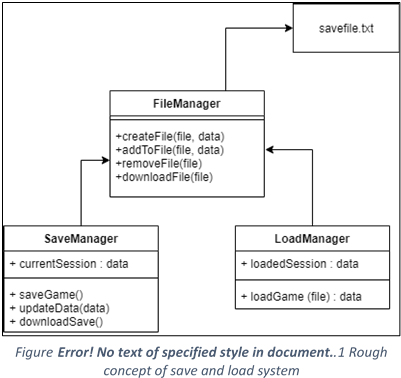 savefile.txt
FileManager
+createFile(file, data)
+addToFile(file, data)
+removeFile(file)
+downloadFile(file)
SaveManager
+ currentSession : data
+ saveGame()
+ updateData(data)
+ downloadSave()
LoadManager
+ loadedSession : data
+ loadGame (file) : data
Figure Error! No text of specified style in document..1 Rough
concept of save and load system